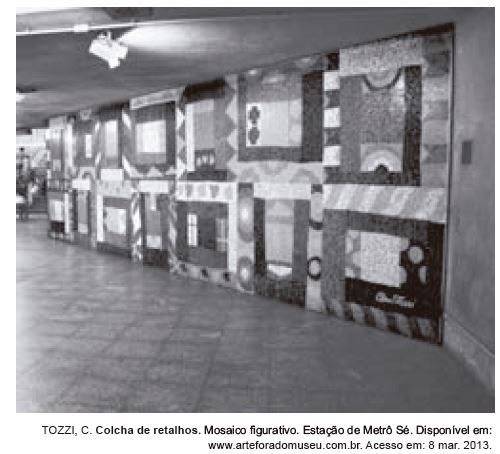 TOZZI, C. Colcha de retalhos. Mosaico figurativo. Estação de Metrô Sé. Disponível em:
www.arteforadomuseu.com.br. Acesso em: 8 mar. 2013.